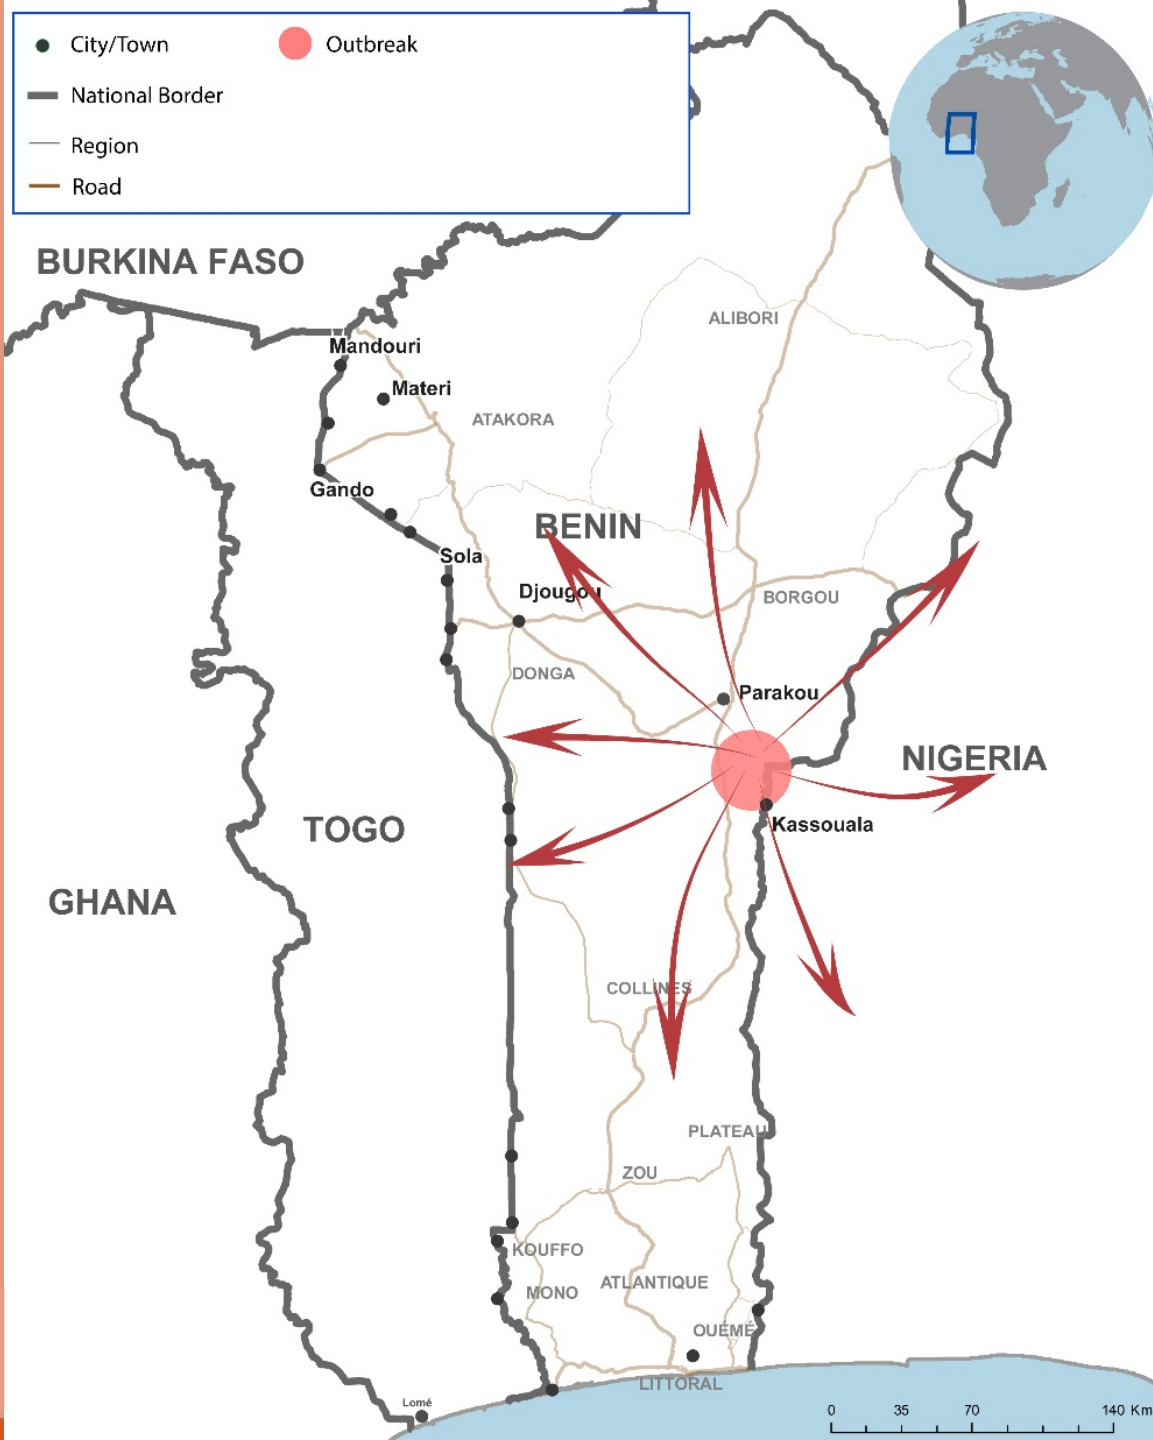 City/Town
Outbreak
National Border
Region
Road
BURKINA FASO
ALIBORI
Mandouri
Materi
ATAKORA
Gando
BENIN
Sola
Djougou
BORGOU
DONGA
Parakou
NIGERIA
TOGO
Kassouala
GHANA
COLLINES
PLATEAU
ZOU
KOUFFO
ATLANTIQUE
MONO
OUÉMÉ
LITTORAL
Lomé
0 35 70 140 Km